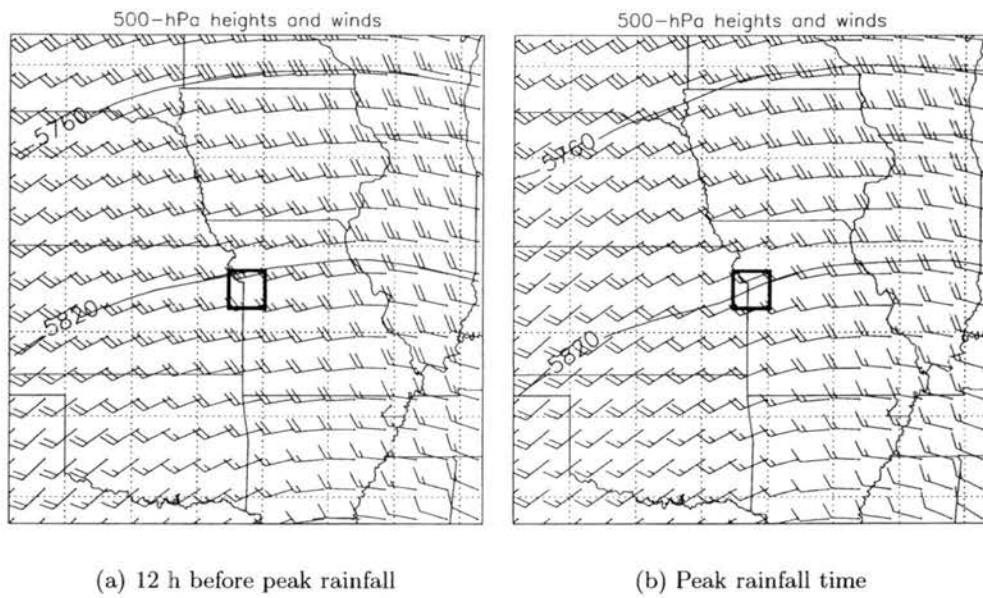 500-hPa heights and winds
5760
5820
(a) 12 h before peak rainfall
500-hPa heights and winds
5760
5820
(b) Peak rainfall time